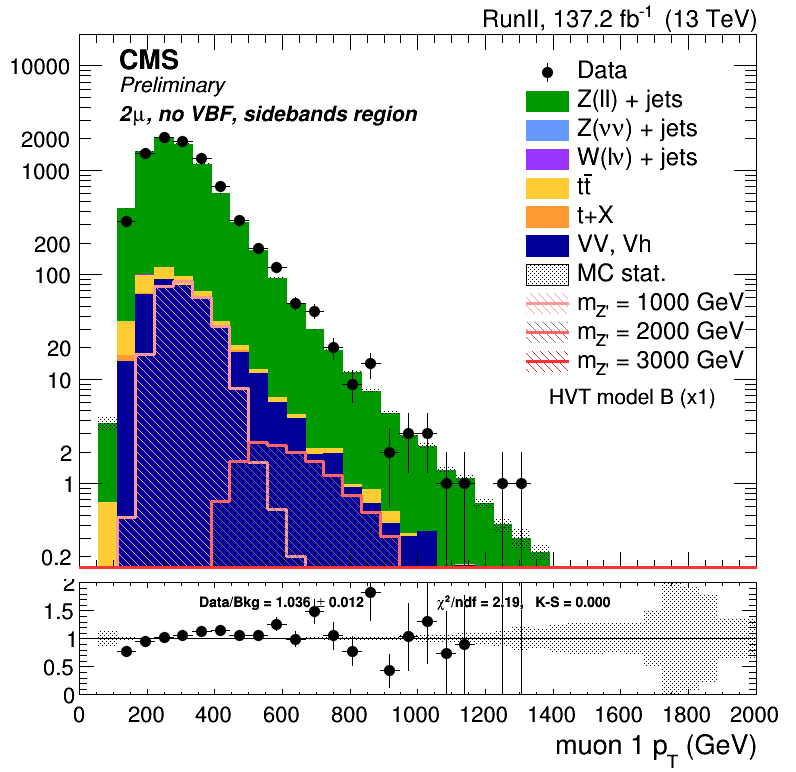 RunII, 137.2 fb⁻¹ (13 TeV)
CMS
Preliminary
2μ, no VBF, sidebands region
Data
Z(ll) + jets
Z(νν) + jets
W(lν) + jets
tt̄
t+X
VV, Vh
MC stat.
m_Z' = 1000 GeV
m_Z' = 2000 GeV
m_Z' = 3000 GeV
HVT model B (x1)
10000
2000
1000
200
100
20
10
2
1
0.2
Data/Bkg = 1.036 ± 0.012 χ²/ndf = 2.19, K-S = 0.000
2
1.5
1
0.5
0
0 200 400 600 800 1000 1200 1400 1600 1800 2000
muon 1 p_T (GeV)